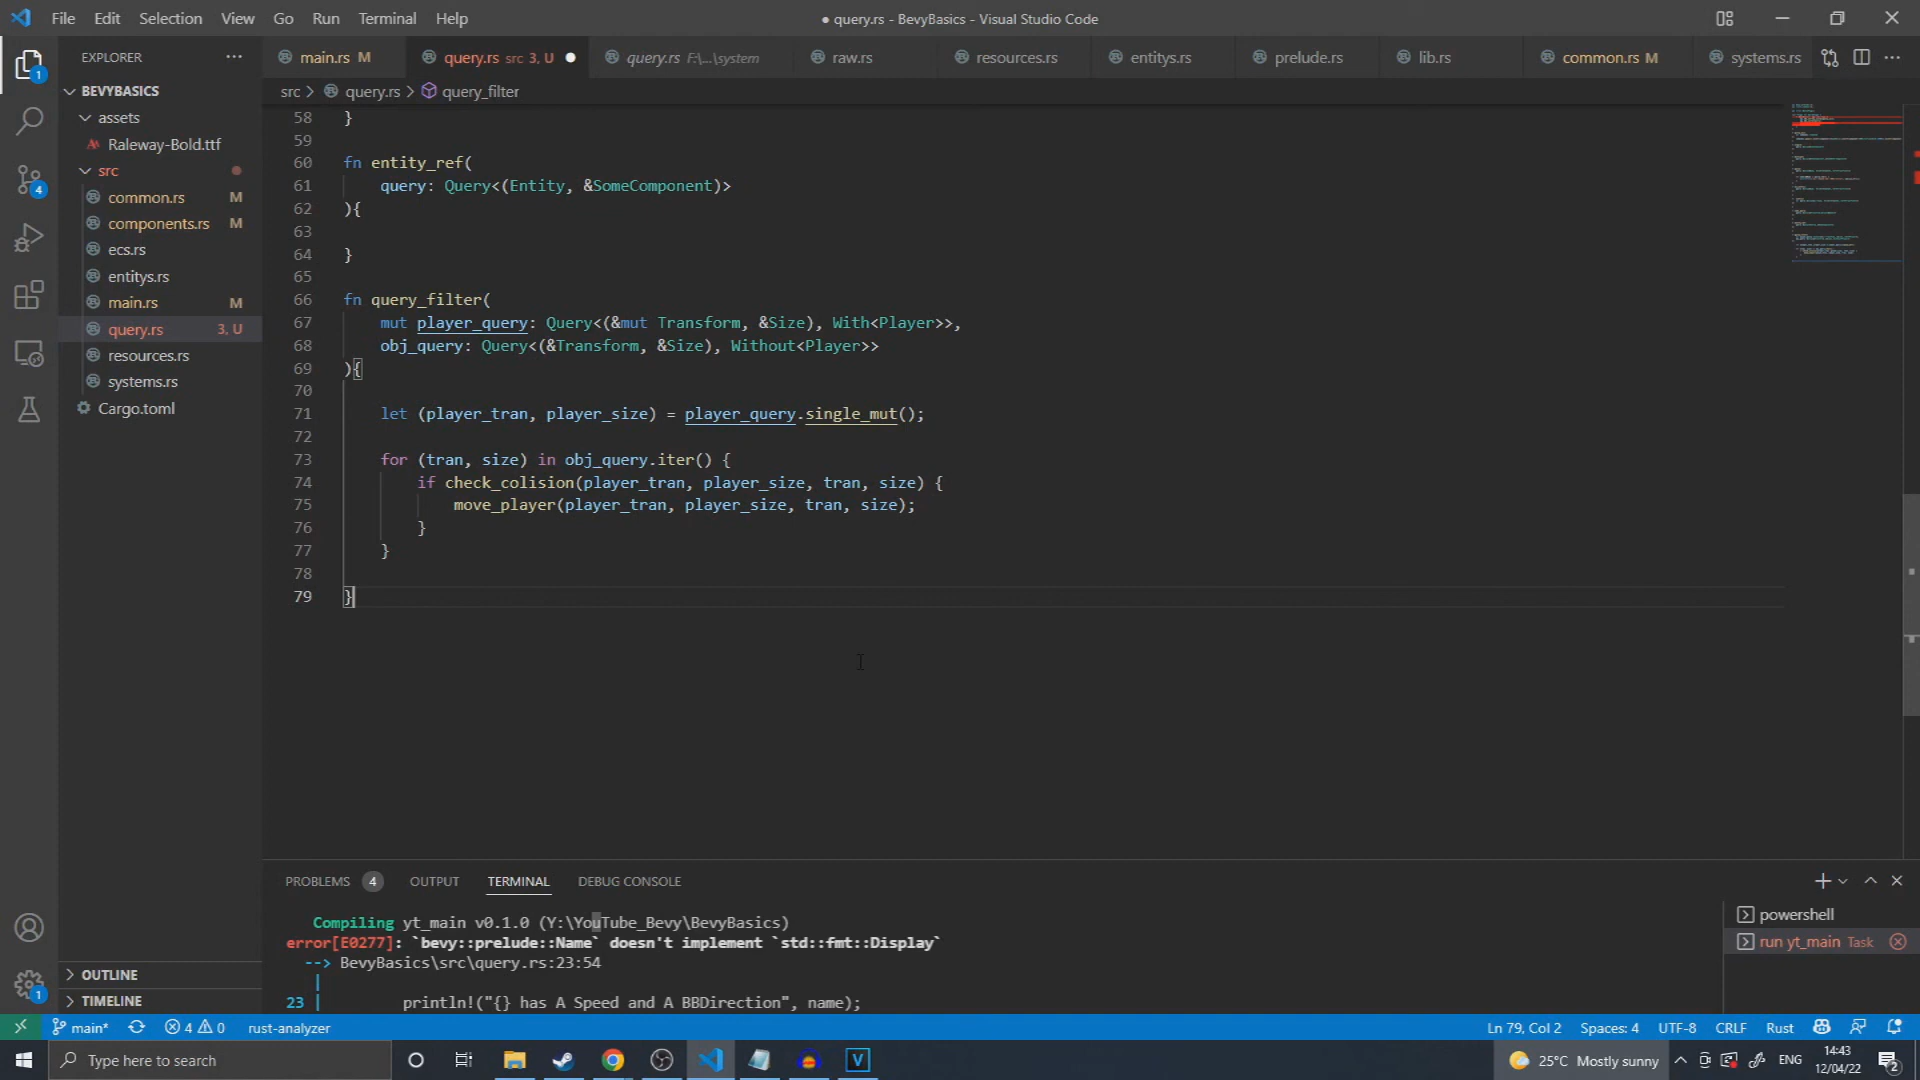 File Edit Selection View Go Run Terminal Help
● query.rs - BevyBasics - Visual Studio Code
EXPLORER
main.rs M
query.rs src 3, U
query.rs F:\...\system
raw.rs
resources.rs
entitys.rs
prelude.rs
lib.rs
common.rs M
systems.rs
BEVYBASICS
src > query.rs > query_filter
assets
Raleway-Bold.ttf
src
common.rs M
components.rs M
ecs.rs
entitys.rs
main.rs M
query.rs 3, U
resources.rs
systems.rs
Cargo.toml
58 }
59
60 fn entity_ref(
61 query: Query<(Entity, &SomeComponent)>
62 ){
63
64 }
65
66 fn query_filter(
67 mut player_query: Query<(&mut Transform, &Size), With<Player>>,
68 obj_query: Query<(&Transform, &Size), Without<Player>>
69 ){
70
71 let (player_tran, player_size) = player_query.single_mut();
72
73 for (tran, size) in obj_query.iter() {
74 if check_colision(player_tran, player_size, tran, size) {
75 move_player(player_tran, player_size, tran, size);
76 }
77 }
78
79 }
PROBLEMS 4 OUTPUT TERMINAL DEBUG CONSOLE
Compiling yt_main v0.1.0 (Y:\YouTube_Bevy\BevyBasics)
error[E0277]: `bevy::prelude::Name` doesn't implement `std::fmt::Display`
--> BevyBasics\src\query.rs:23:54
|
23 | println!("{} has A Speed and A BBDirection", name);
powershell
run yt_main Task
OUTLINE
TIMELINE
1
4
1
main* 4 0 rust-analyzer
Ln 79, Col 2 Spaces: 4 UTF-8 CRLF Rust
Type here to search
V
25°C Mostly sunny
ENG
14:43
12/04/22
2